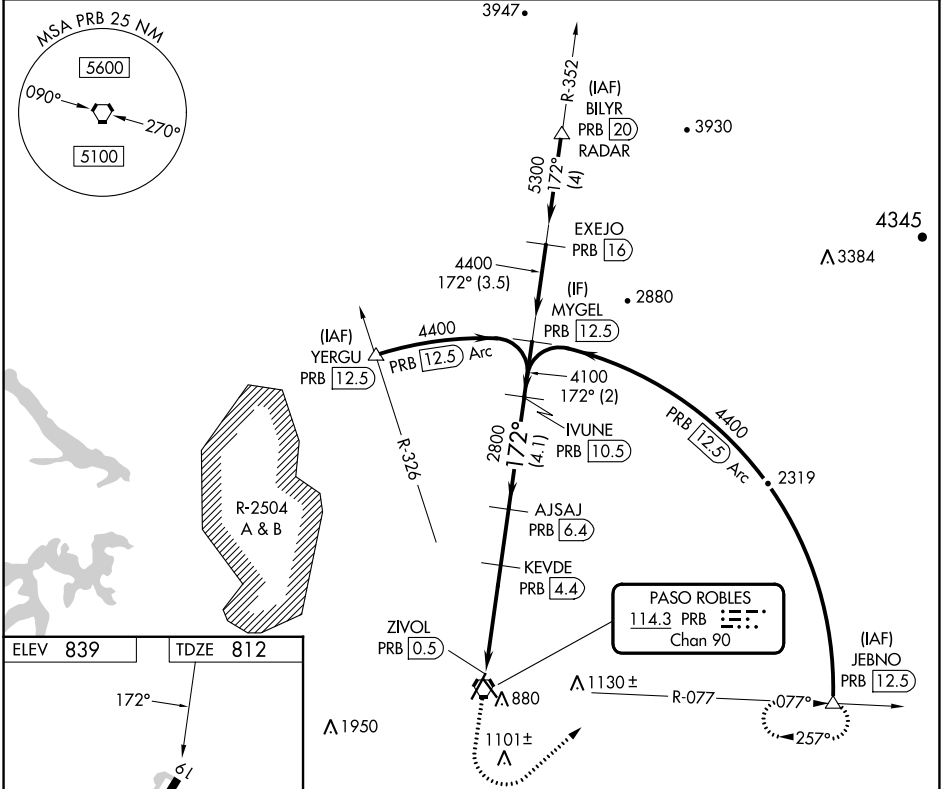 MSA PRB 25 NM
5600
090°
270°
5100
3947
R-352
(IAF)
BILYR
PRB 20
RADAR
3930
5300
172°
(4)
EXEJO
PRB 16
4345
3384
4400
172° (3.5)
(IF)
MYGEL
PRB 12.5
2880
(IAF)
YERGU
PRB 12.5
4400
PRB 12.5 Arc
4100
172° (2)
IVUNE
PRB 10.5
4400
PRB 12.5 Arc
2319
R-326
2800
172°
(4.1)
R-2504
A & B
AJSAJ
PRB 6.4
KEVDE
PRB 4.4
PASO ROBLES
114.3 PRB
Chan 90
ZIVOL
PRB 0.5
(IAF)
JEBNO
PRB 12.5
880
1130 ±
R-077
077°
257°
1950
1101±
ELEV 839
TDZE 812
172°
19